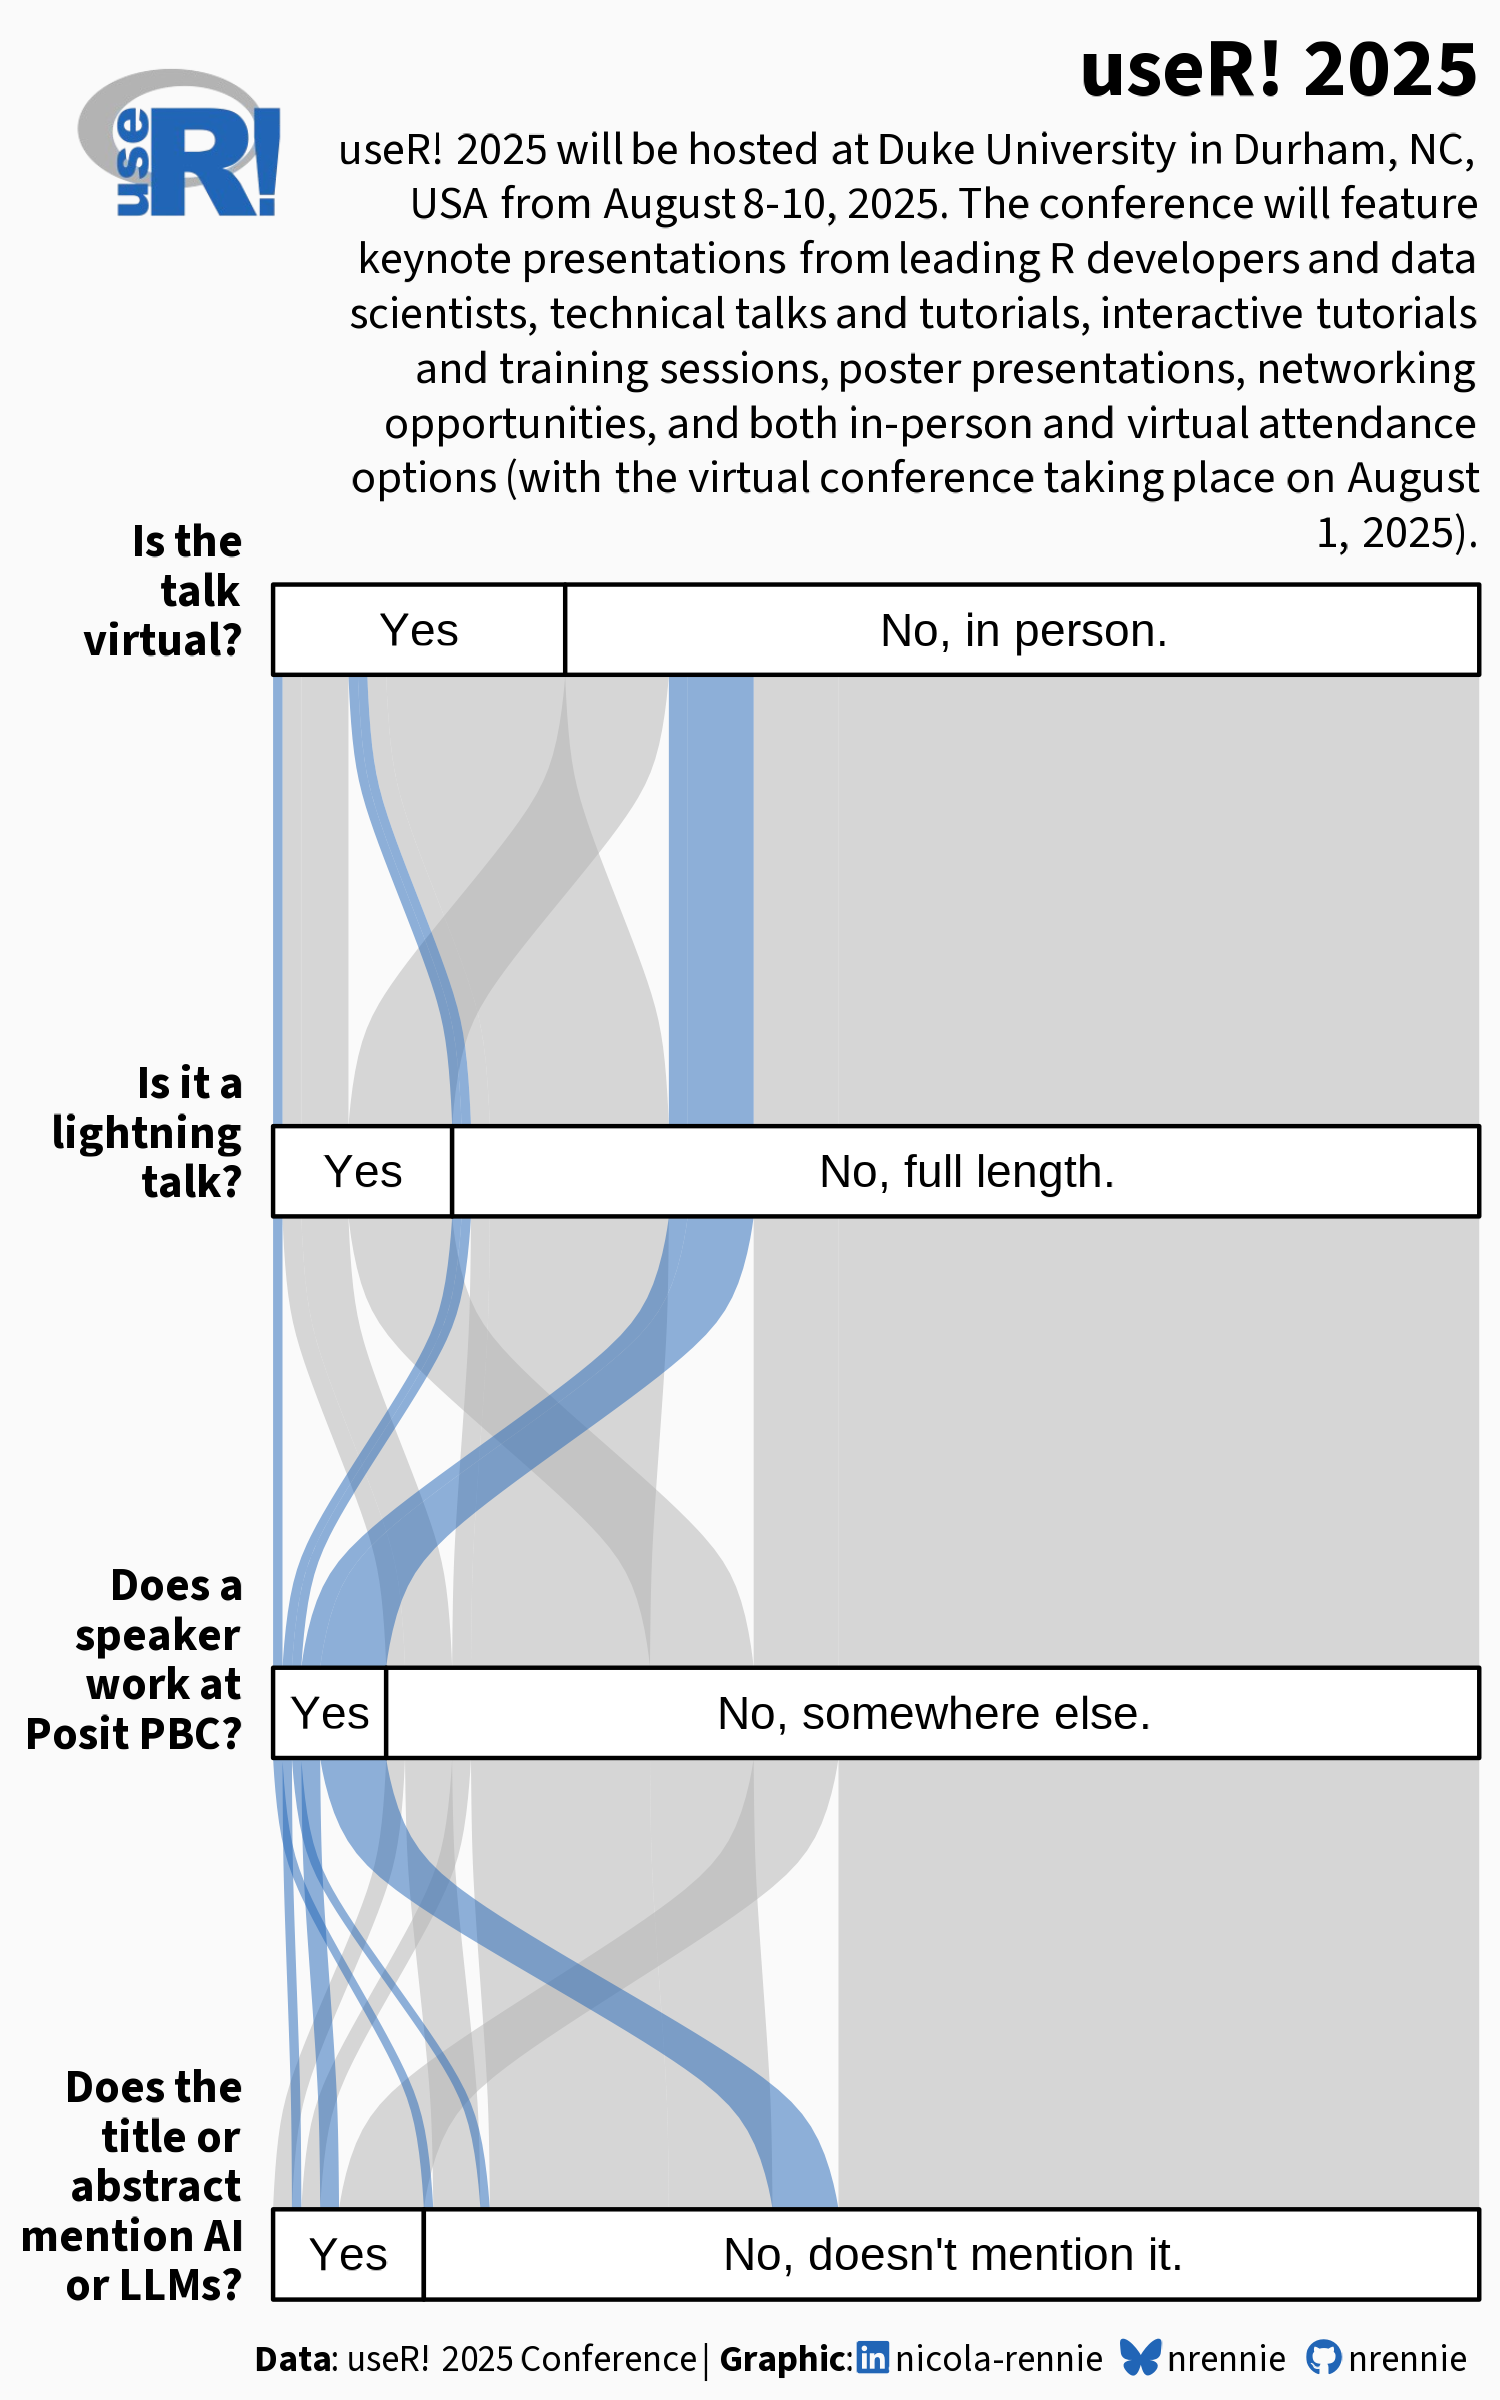 useR! 2025
useR!
useR! 2025 will be hosted at Duke University in Durham, NC,
USA from August 8-10, 2025. The conference will feature
keynote presentations from leading R developers and data
scientists, technical talks and tutorials, interactive tutorials
and training sessions, poster presentations, networking
opportunities, and both in-person and virtual attendance
options (with the virtual conference taking place on August
1, 2025).
Is the
talk
virtual?
Yes
No, in person.
Is it a
lightning
talk?
Yes
No, full length.
Does a
speaker
work at
Posit PBC?
Yes
No, somewhere else.
Does the
title or
abstract
mention AI
or LLMs?
Yes
No, doesn't mention it.
Data: useR! 2025 Conference| Graphic: in nicola-rennie nrennie nrennie